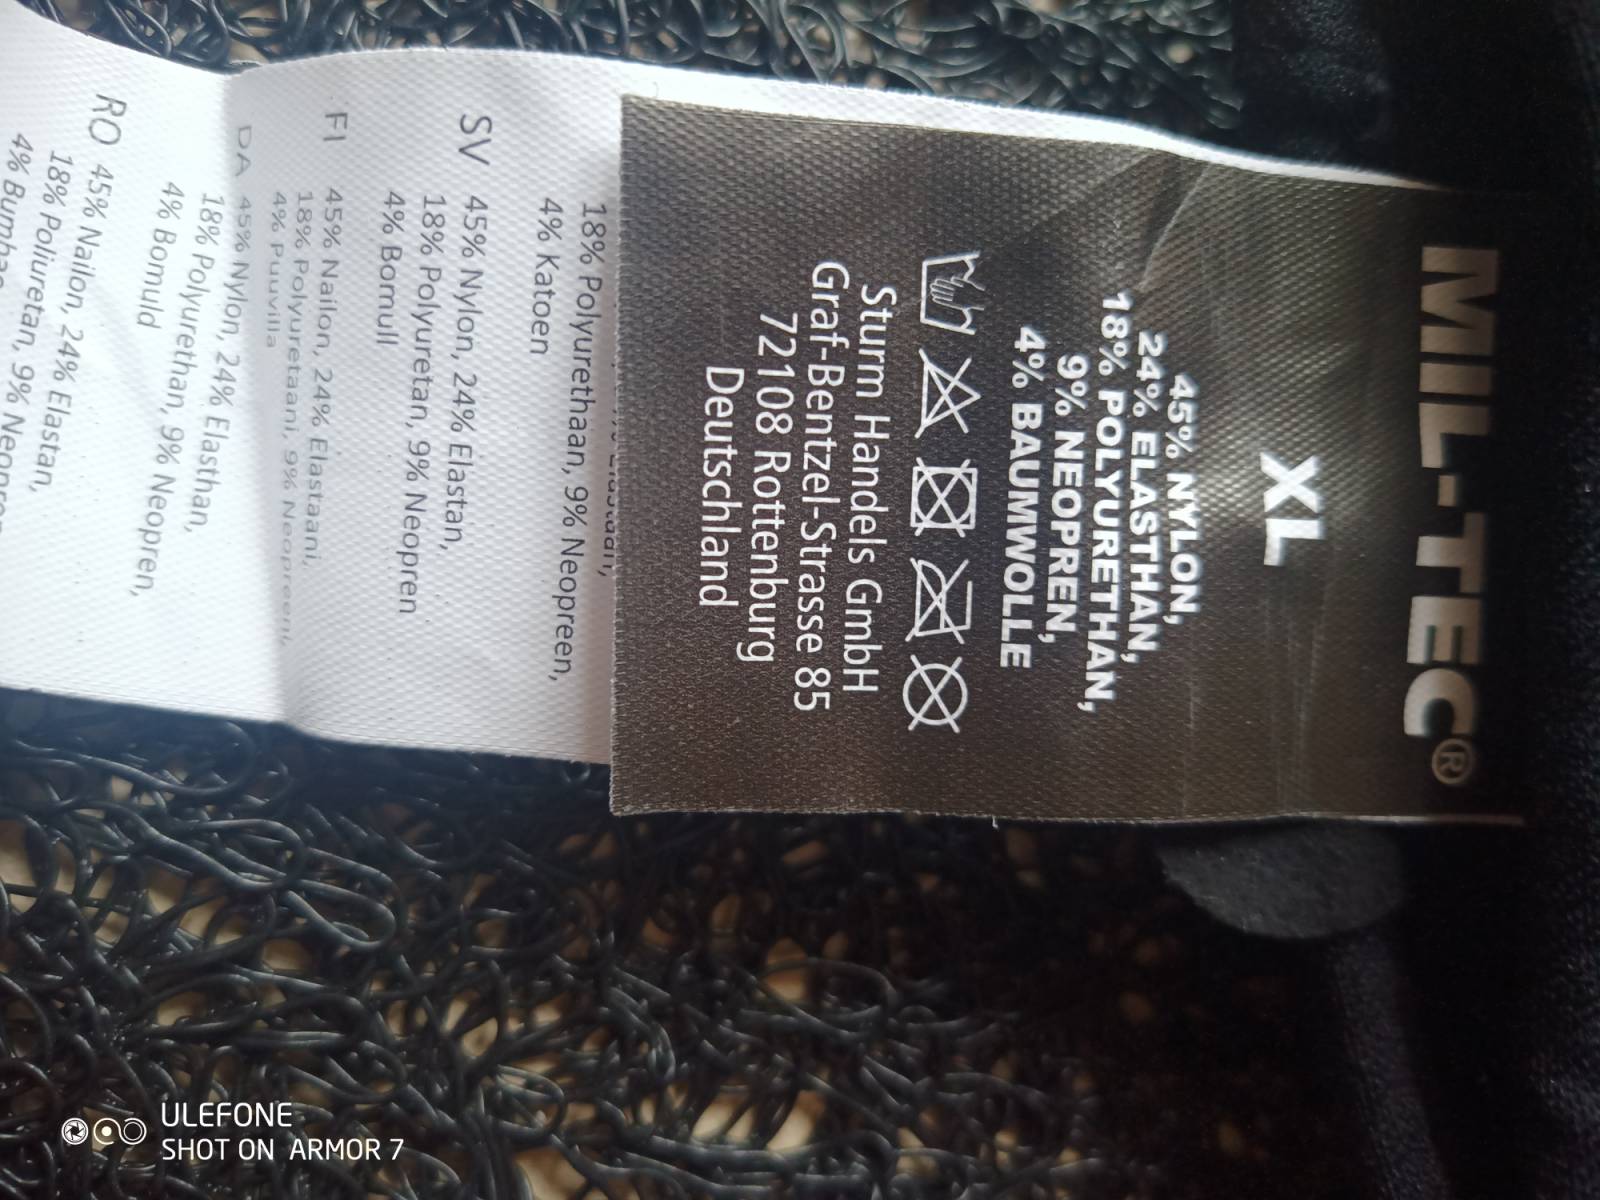 MIL-TEC®
XL
45% NYLON,
24% ELASTHAN,
18% POLYURETHAN,
9% NEOPREN,
4% BAUMWOLLE
Sturm Handels GmbH
Graf-Bentzel-Strasse 85
72108 Rottenburg
Deutschland
18% Polyurethaan, 9% Neopreen,
4% Katoen
SV 45% Nylon, 24% Elastan,
18% Polyuretan, 9% Neopren
4% Bomull
FI 45% Nailon, 24% Elastaani,
18% Polyuretaani, 9% Neopreeni,
4% Puuvilla
DA 45% Nylon, 24% Elasthan,
18% Polyurethan, 9% Neopren,
4% Bomuld
RO 45% Nailon, 24% Elastan,
18% Poliuretan, 9% Neopren
4%
ULEFONE
SHOT ON ARMOR 7